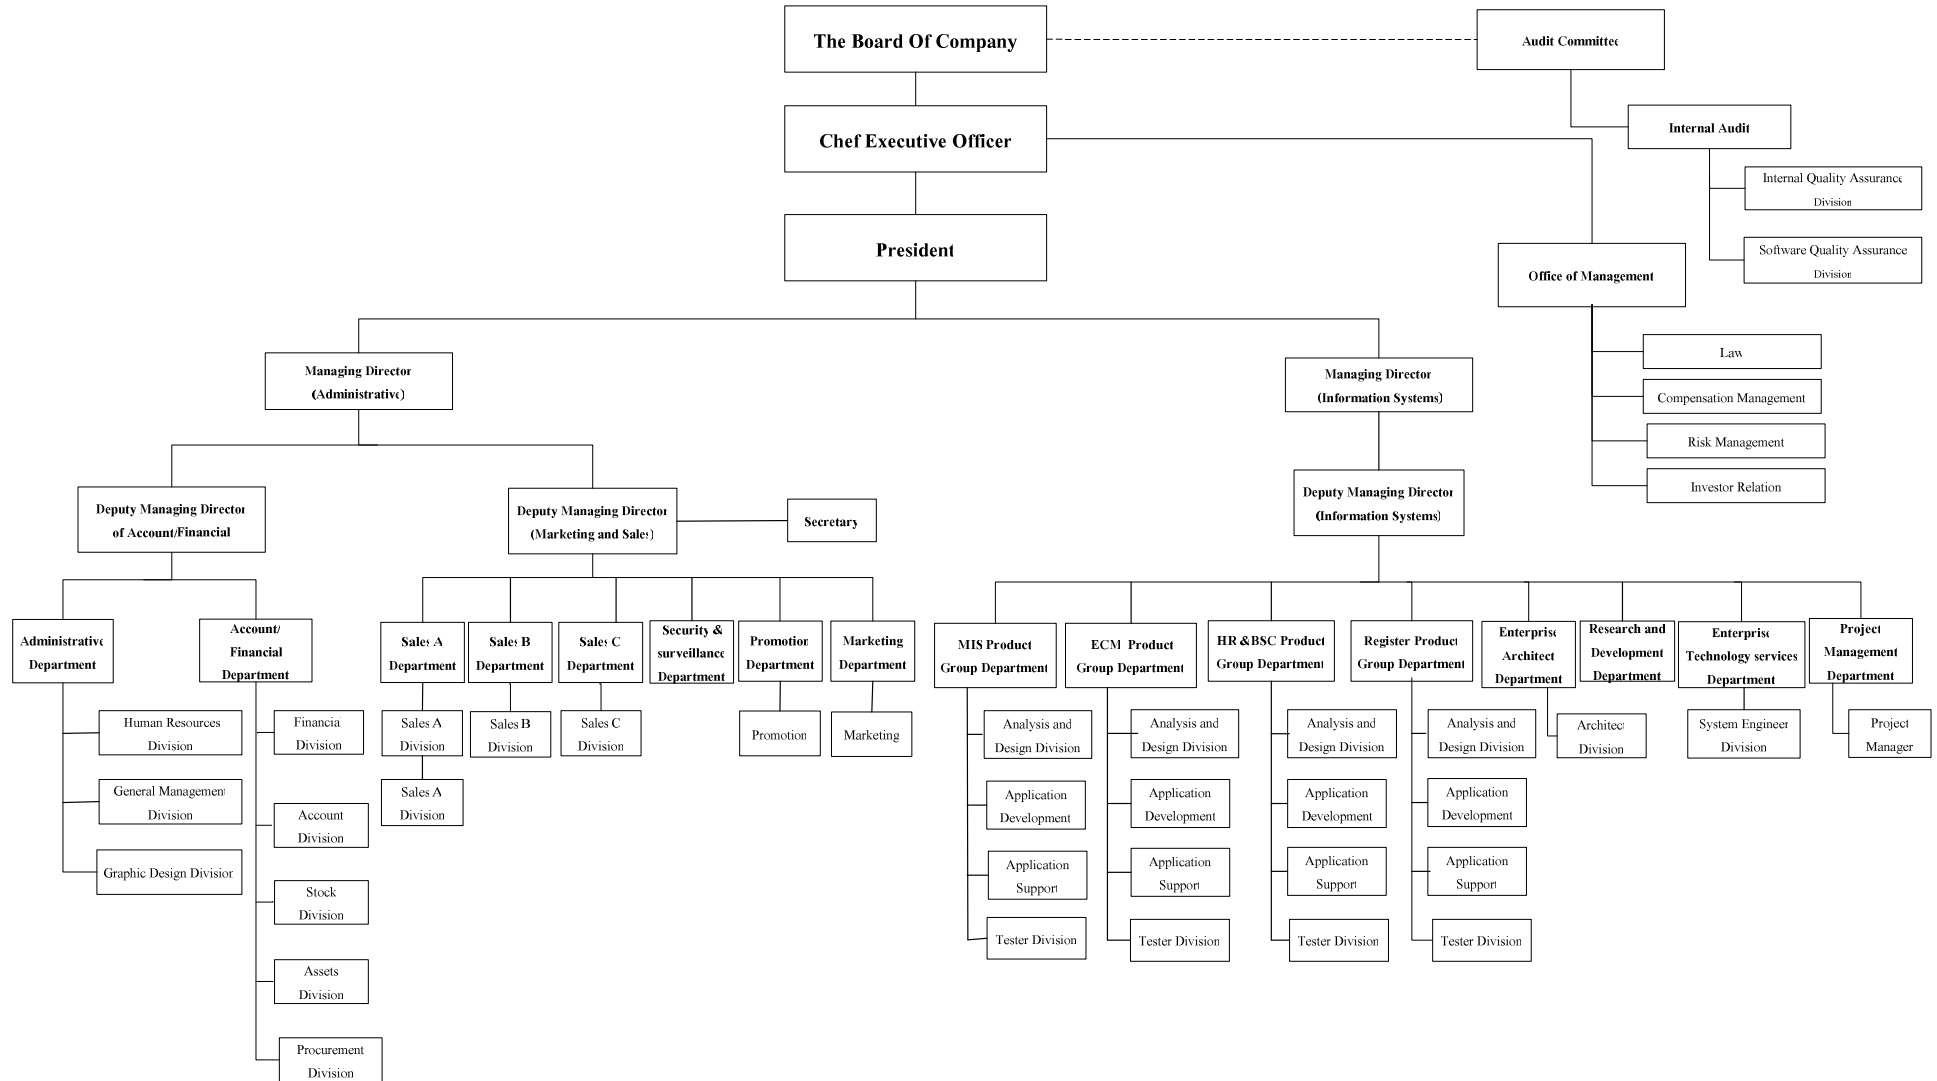 The Board Of Company
Audit Committee
Chef Executive Officer
Internal Audit
Internal Quality Assurance
Division
Software Quality Assurance
Division
President
Office of Management
Law
Compensation Management
Risk Management
Investor Relation
Managing Director
(Administrative)
Managing Director
(Information Systems)
Deputy Managing Director
of Account/Financial
Deputy Managing Director
(Marketing and Sales)
Secretary
Deputy Managing Director
(Information Systems)
Administrative
Department
Account/
Financial
Department
Sales A
Department
Sales B
Department
Sales C
Department
Security &
surveillance
Department
Promotion
Department
Marketing
Department
MIS Product
Group Department
ECM Product
Group Department
HR &BSC Product
Group Department
Register Product
Group Department
Enterprise
Architect
Department
Research and
Development
Department
Enterprise
Technology services
Department
Project
Management
Department
Human Resources
Division
General Management
Division
Graphic Design Division
Financial
Division
Account
Division
Stock
Division
Assets
Division
Procurement
Division
Sales A
Division
Sales A
Division
Sales B
Division
Sales C
Division
Promotion
Marketing
Analysis and
Design Division
Application
Development
Application
Support
Tester Division
Analysis and
Design Division
Application
Development
Application
Support
Tester Division
Analysis and
Design Division
Application
Development
Application
Support
Tester Division
Analysis and
Design Division
Application
Development
Application
Support
Tester Division
Architect
Division
System Engineer
Division
Project
Manager